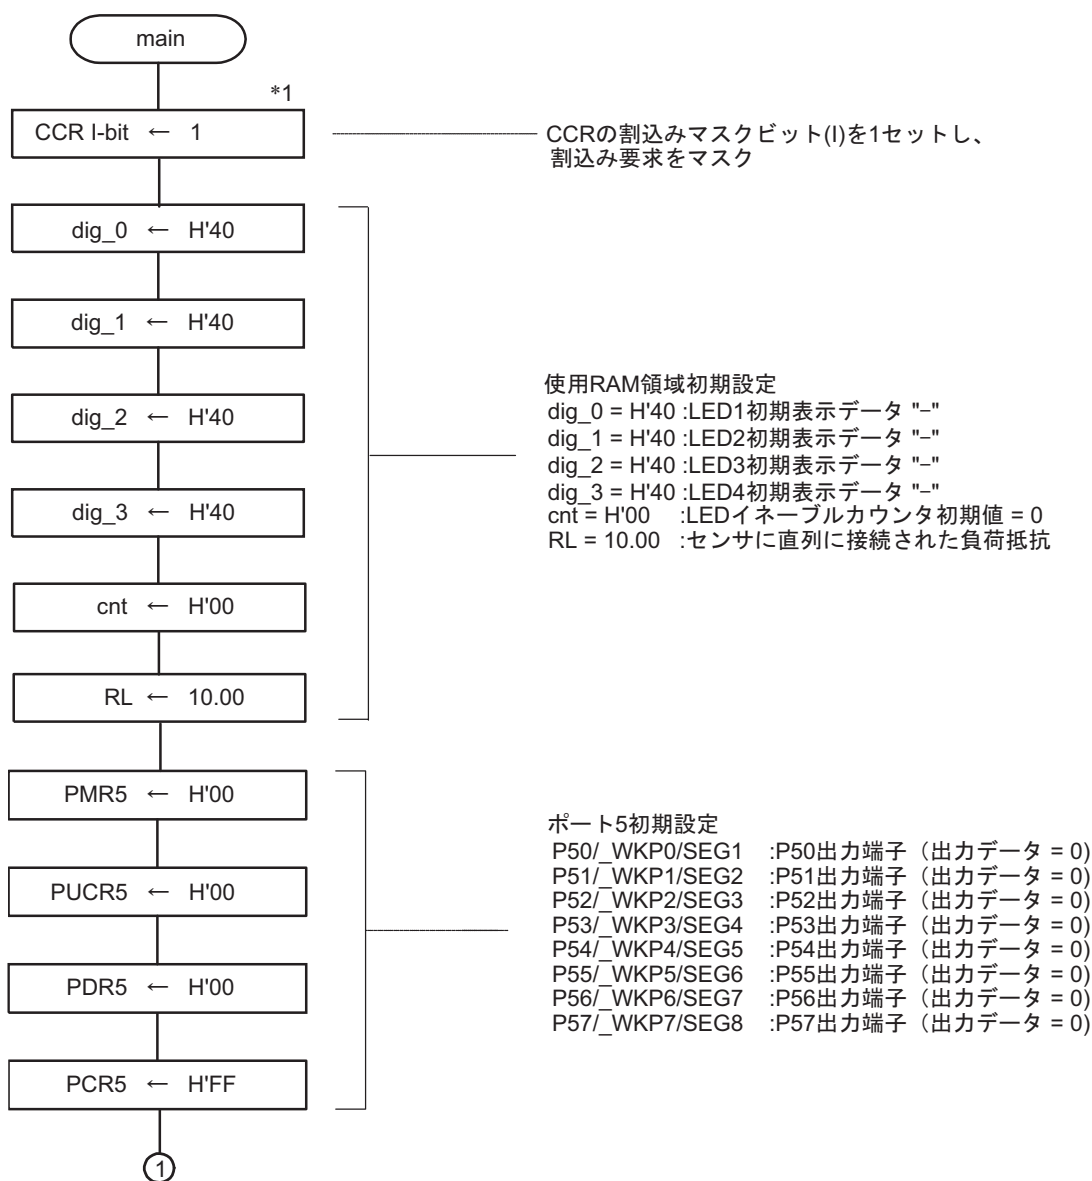 main
*1
CCR I-bit ← 1
CCRの割込みマスクビット(I)を1セットし、
割込み要求をマスク
dig_0 ← H'40
dig_1 ← H'40
dig_2 ← H'40
dig_3 ← H'40
cnt ← H'00
RL ← 10.00
使用RAM領域初期設定
dig_0 = H'40 :LED1初期表示データ "−"
dig_1 = H'40 :LED2初期表示データ "−"
dig_2 = H'40 :LED3初期表示データ "−"
dig_3 = H'40 :LED4初期表示データ "−"
cnt = H'00 :LEDイネーブルカウンタ初期値 = 0
RL = 10.00 :センサに直列に接続された負荷抵抗
PMR5 ← H'00
PUCR5 ← H'00
PDR5 ← H'00
PCR5 ← H'FF
ポート5初期設定
P50/_WKP0/SEG1 :P50出力端子（出力データ = 0)
P51/_WKP1/SEG2 :P51出力端子（出力データ = 0)
P52/_WKP2/SEG3 :P52出力端子（出力データ = 0)
P53/_WKP3/SEG4 :P53出力端子（出力データ = 0)
P54/_WKP4/SEG5 :P54出力端子（出力データ = 0)
P55/_WKP5/SEG6 :P55出力端子（出力データ = 0)
P56/_WKP6/SEG7 :P56出力端子（出力データ = 0)
P57/_WKP7/SEG8 :P57出力端子（出力データ = 0)
1